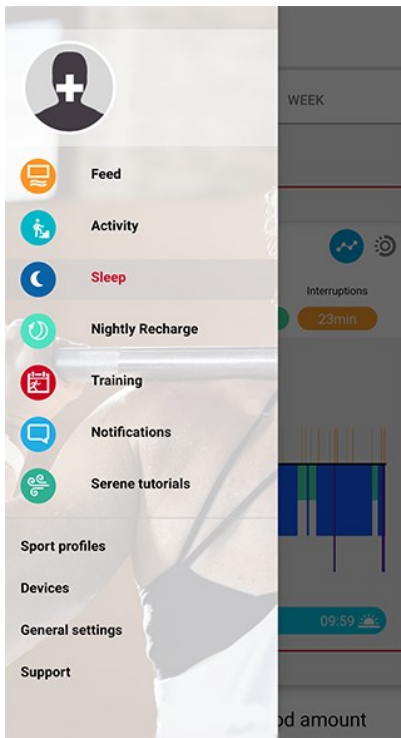 WEEK
Feed
Activity
Sleep
Interruptions
Nightly Recharge
23min
Training
Notifications
Serene tutorials
Sport profiles
Devices
General settings
09:59
Support
od amount